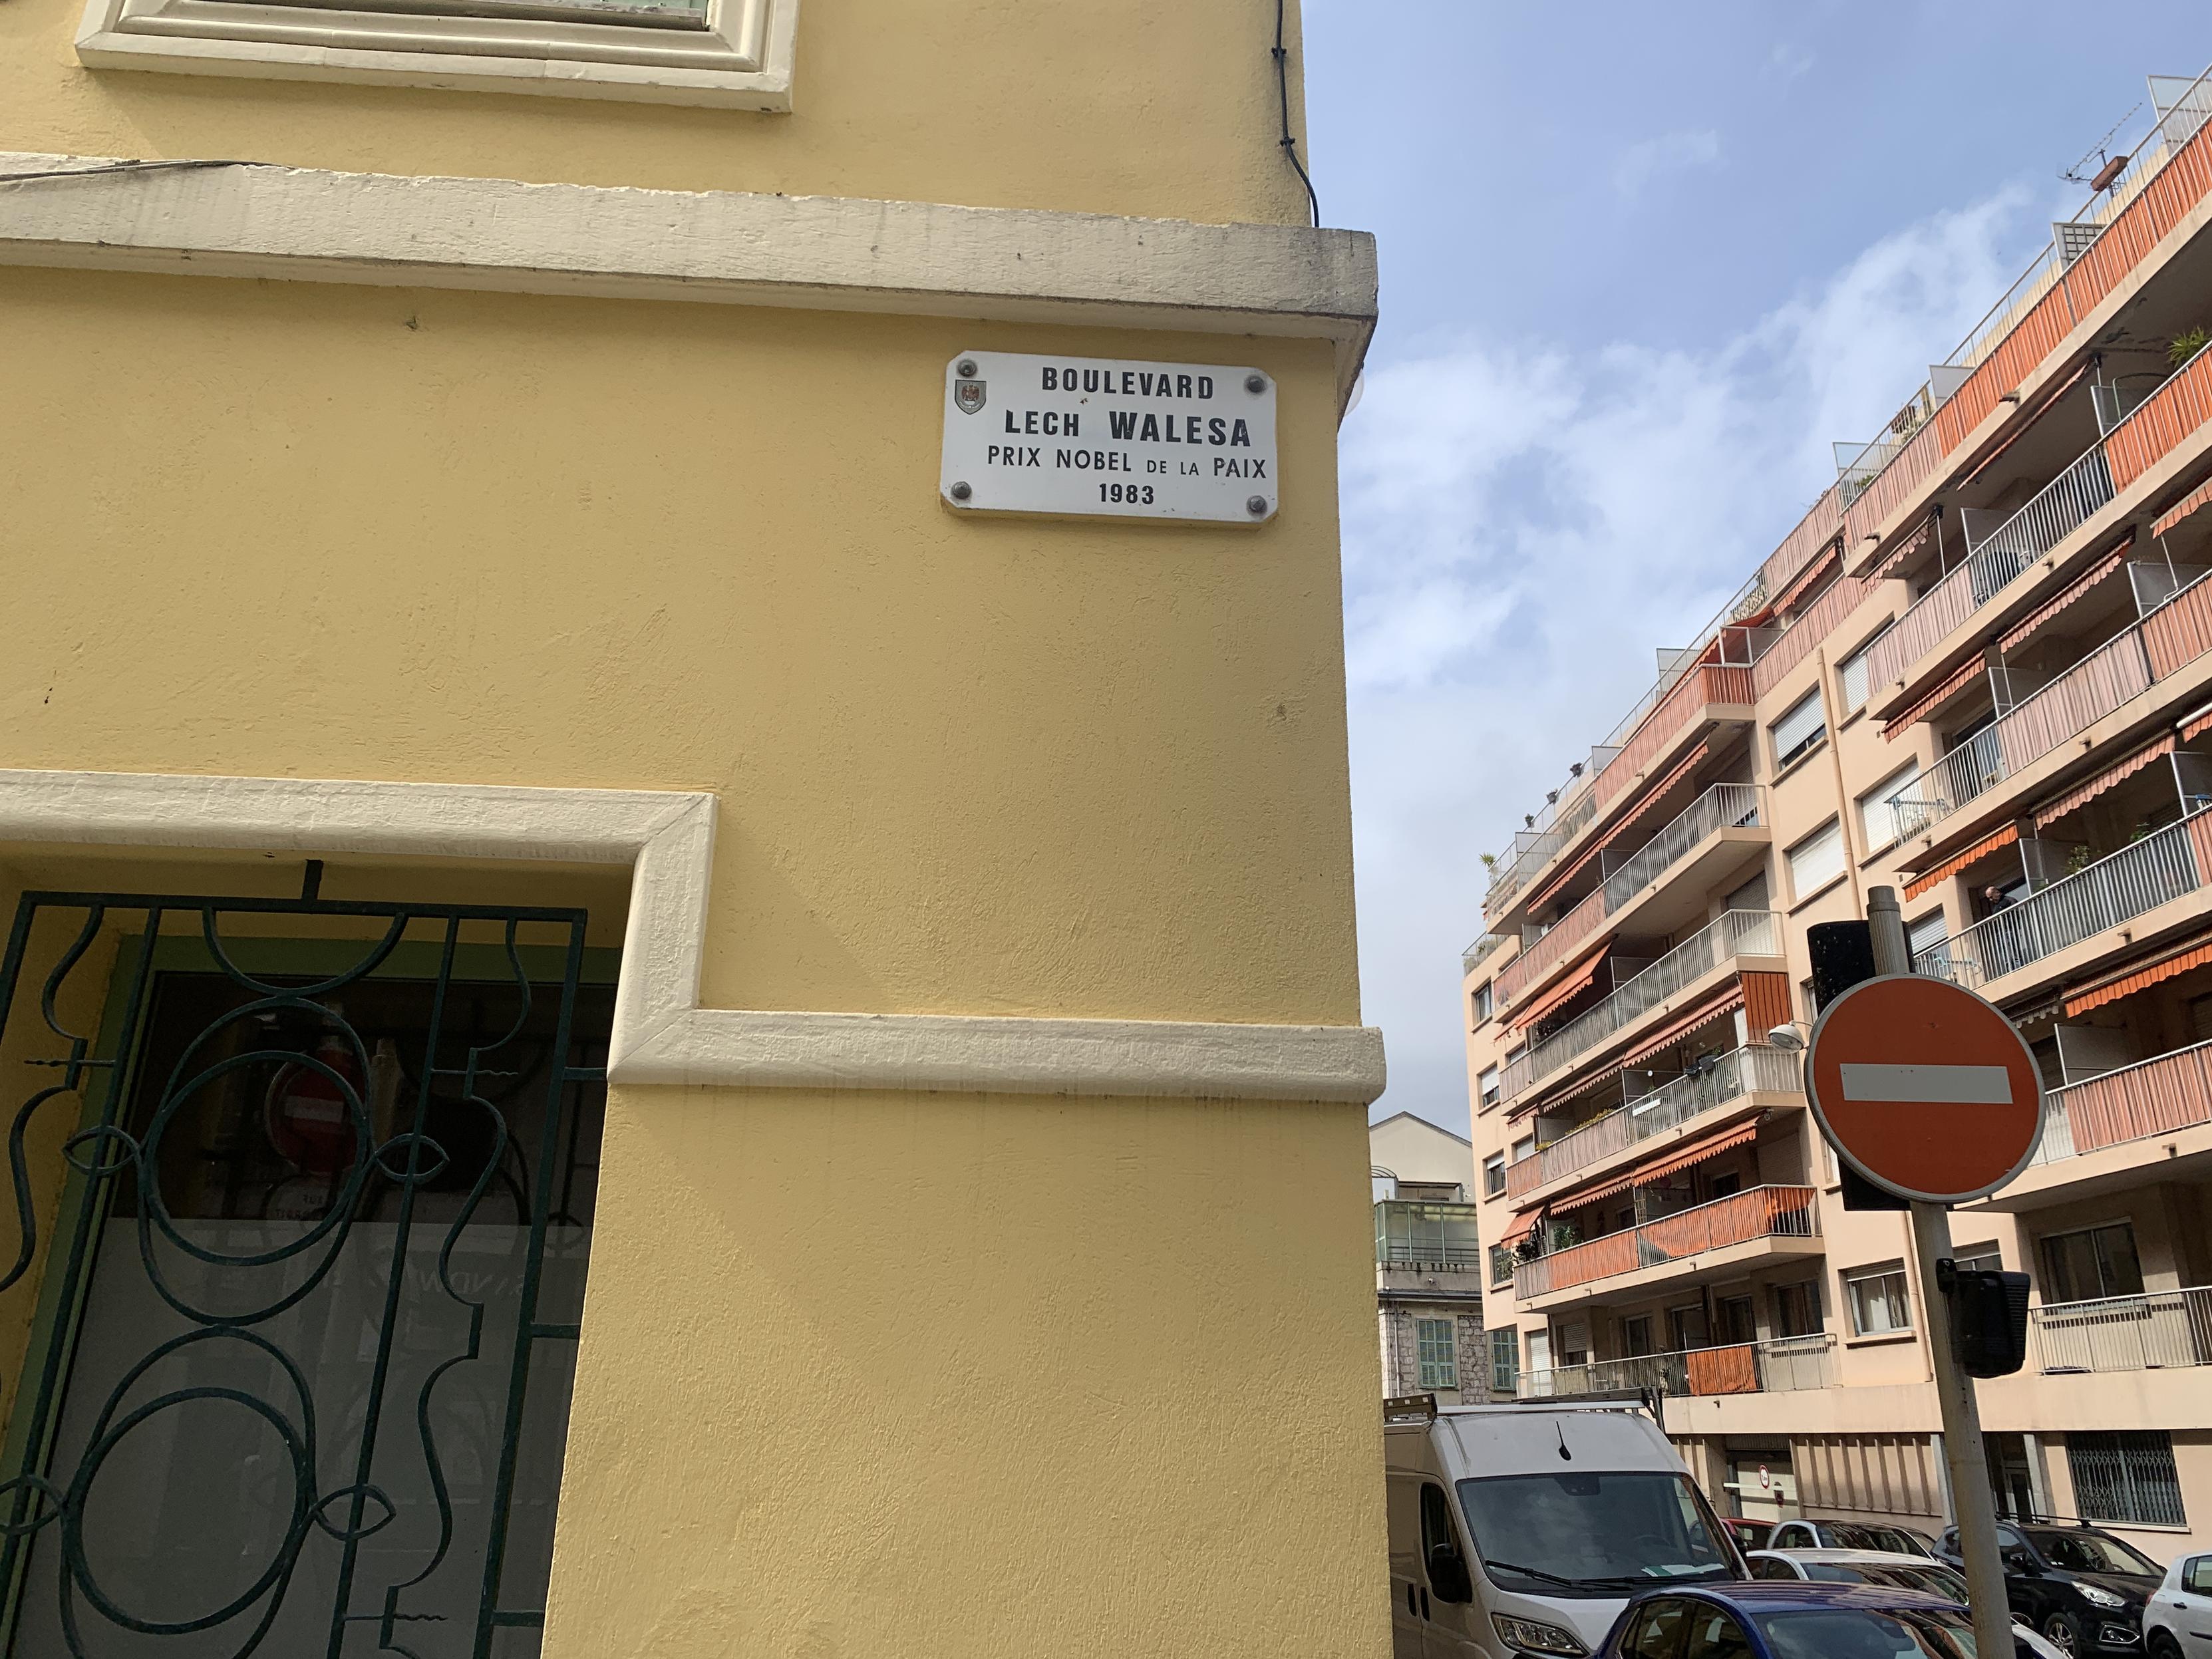 BOULEVARD
LECH WALESA
PRIX NOBEL DE LA PAIX
1983